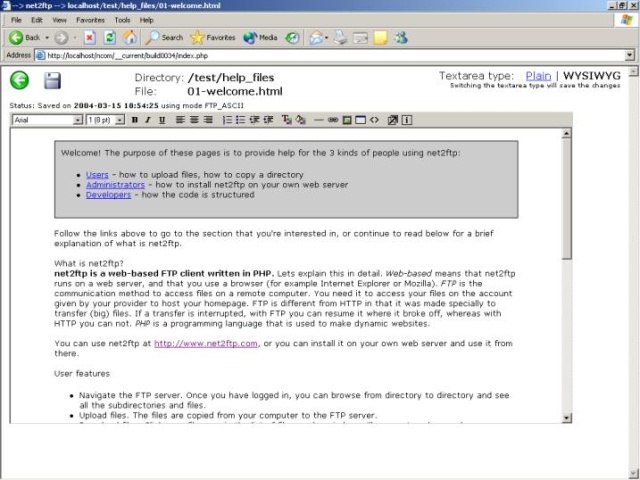 net2ftp --> localhost/test/help_files/01-welcome.html
File Edit View Favorites Tools Help
Back Search Favorites Media
Address http://localhost/ncom/__current/build0034/index.php
Directory: /test/help_files
File: 01-welcome.html
Textarea type: Plain | WYSIWYG
Switching the textarea type will save the changes
Status: Saved on 2004-03-15 10:54:25 using mode FTP_ASCII
Arial 1 (8 pt) B I U
Welcome! The purpose of these pages is to provide help for the 3 kinds of people using net2ftp:
Users - how to upload files, how to copy a directory
Administrators - how to install net2ftp on your own web server
Developers - how the code is structured
Follow the links above to go to the section that you're interested in, or continue to read below for a brief
explanation of what is net2ftp.
What is net2ftp?
net2ftp is a web-based FTP client written in PHP. Lets explain this in detail. Web-based means that net2ftp
runs on a web server, and that you use a browser (for example Internet Explorer or Mozilla). FTP is the
communication method to access files on a remote computer. You need it to access your files on the account
given by your provider to host your homepage. FTP is different from HTTP in that it was made specially to
transfer (big) files. If a transfer is interrupted, with FTP you can resume it where it broke off, whereas with
HTTP you can not. PHP is a programming language that is used to make dynamic websites.
You can use net2ftp at http://www.net2ftp.com, or you can install it on your own web server and use it from
there.
User features
Navigate the FTP server. Once you have logged in, you can browse from directory to directory and see
all the subdirectories and files.
Upload files. The files are copied from your computer to the FTP server.